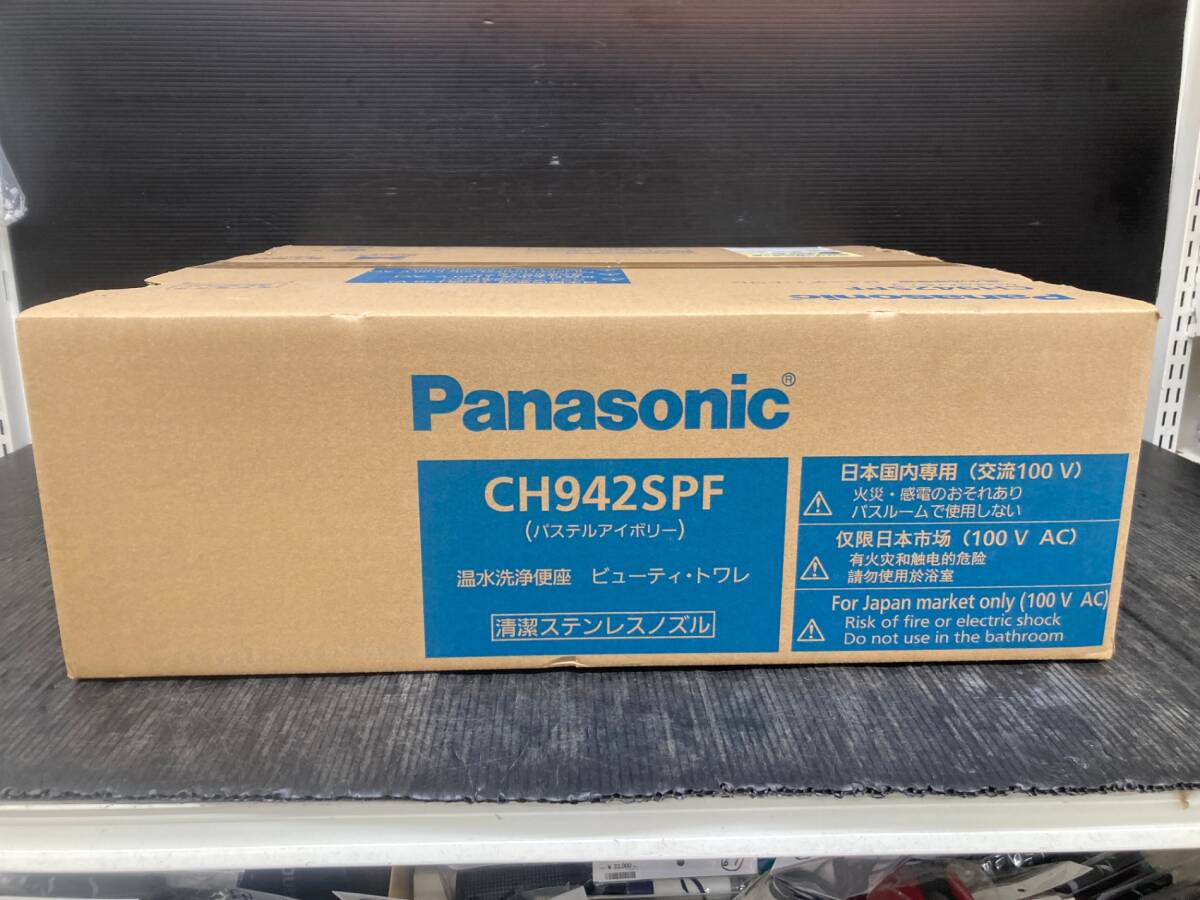 Panasonic
CH942SPF
Panasonic®
CH942SPF
(パステルアイボリー)
温水洗浄便座 ビューティ・トワレ
清潔ステンレスノズル
日本国内専用（交流100 V）
火災・感電のおそれあり
バスルームで使用しない
仅限日本市场（100 V AC）
有火灾和触电的危险
請勿使用於浴室
For Japan market only (100 V AC)
Risk of fire or electric shock
Do not use in the bathroom